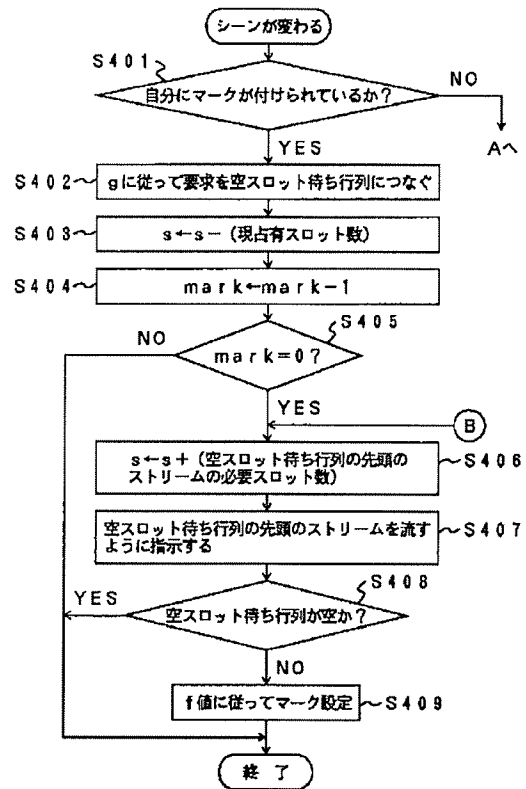 シーンが変わる
S401
自分にマークが付けられているか?
NO
Aへ
YES
S402
gに従って要求を空スロット待ち行列につなぐ
S403
s←s-(現占有スロット数)
S404
mark←mark-1
S405
NO
mark=0?
YES
B
s←s+(空スロット待ち行列の先頭の
ストリームの必要スロット数)
S406
空スロット待ち行列の先頭のストリームを流す
ように指示する
S407
S408
YES
空スロット待ち行列が空か?
NO
f値に従ってマーク設定
S409
終了